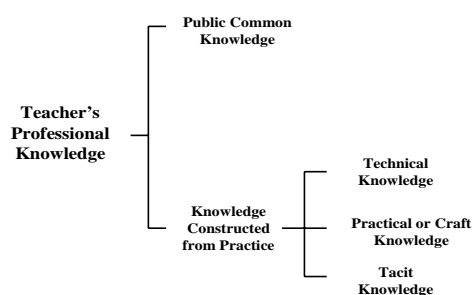 Public Common
Knowledge
Teacher's
Professional
Knowledge
Knowledge
Constructed
from Practice
Technical
Knowledge
Practical or Craft
Knowledge
Tacit
Knowledge